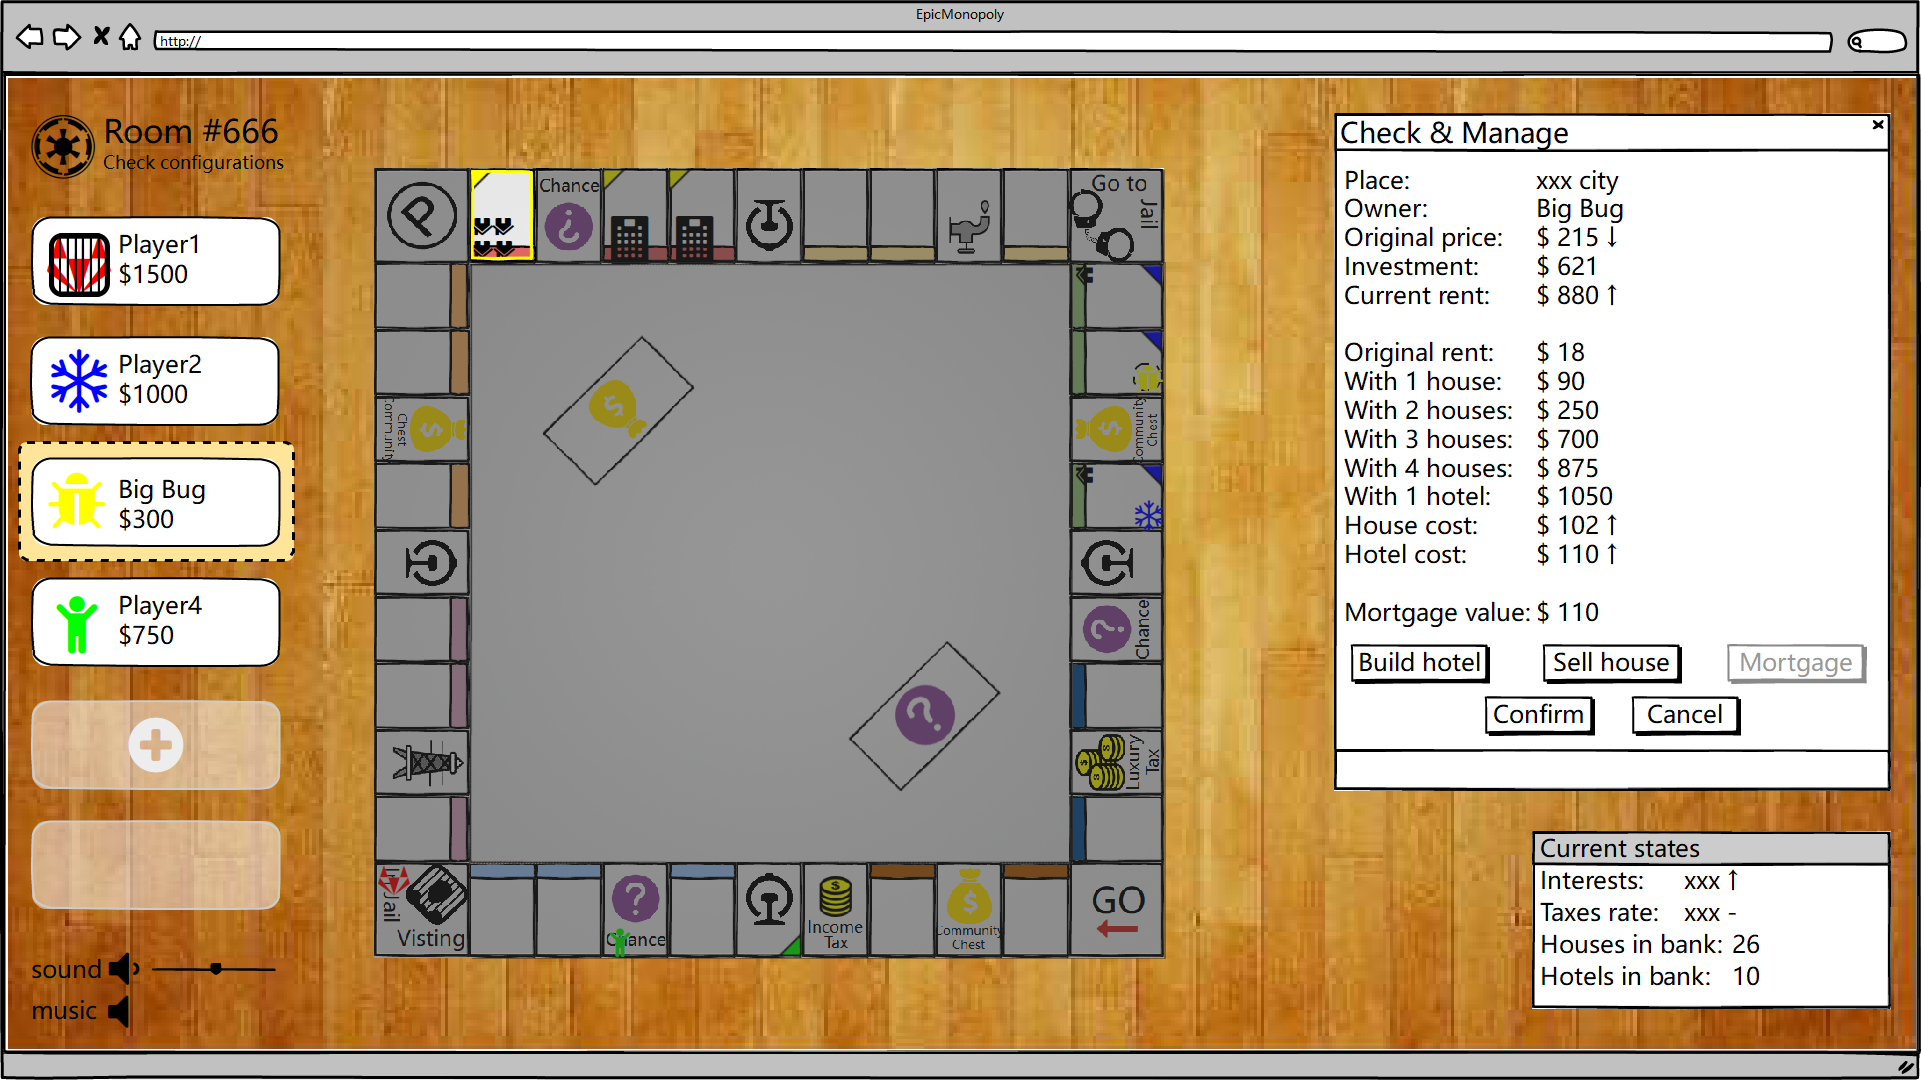 EpicMonopoly
http://
Room #666
Check configurations
Player1
$1500
Player2
$1000
Big Bug
$300
Player4
$750
sound
music
Chance
Go to
Jail
Community
Chest
Community
Chest
Chance
Luxury
Tax
Jail
Visting
Chance
Income
Tax
Community
Chest
GO
Check & Manage
Place: xxx city
Owner: Big Bug
Original price: $ 215 ↓
Investment: $ 621
Current rent: $ 880 ↑
Original rent: $ 18
With 1 house: $ 90
With 2 houses: $ 250
With 3 houses: $ 700
With 4 houses: $ 875
With 1 hotel: $ 1050
House cost: $ 102 ↑
Hotel cost: $ 110 ↑
Mortgage value: $ 110
Build hotel Sell house Mortgage
Confirm Cancel
Current states
Interests: xxx ↑
Taxes rate: xxx -
Houses in bank: 26
Hotels in bank: 10